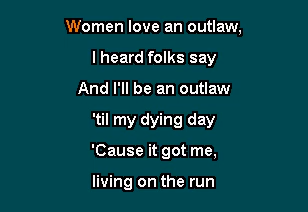 Women love an outlaw,
I heard folks say
And I'll be an outlaw
'til my dying day
'Cause it got me,
living on the run